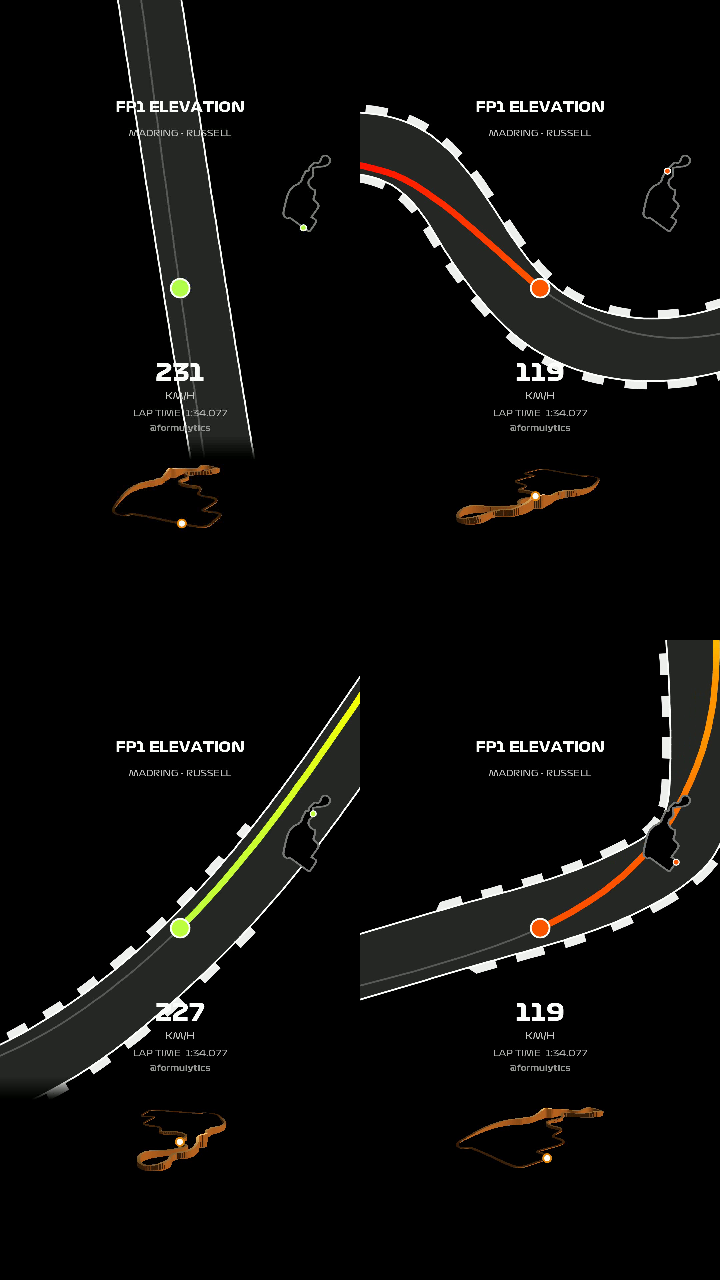 FP1 ELEVATION
MADRING - RUSSELL
231
KM/H
LAP TIME 1:34.077
@formulytics
FP1 ELEVATION
MADRING - RUSSELL
119
KM/H
LAP TIME 1:34.077
@formulytics
FP1 ELEVATION
MADRING - RUSSELL
227
KM/H
LAP TIME 1:34.077
@formulytics
FP1 ELEVATION
MADRING - RUSSELL
119
KM/H
LAP TIME 1:34.077
@formulytics